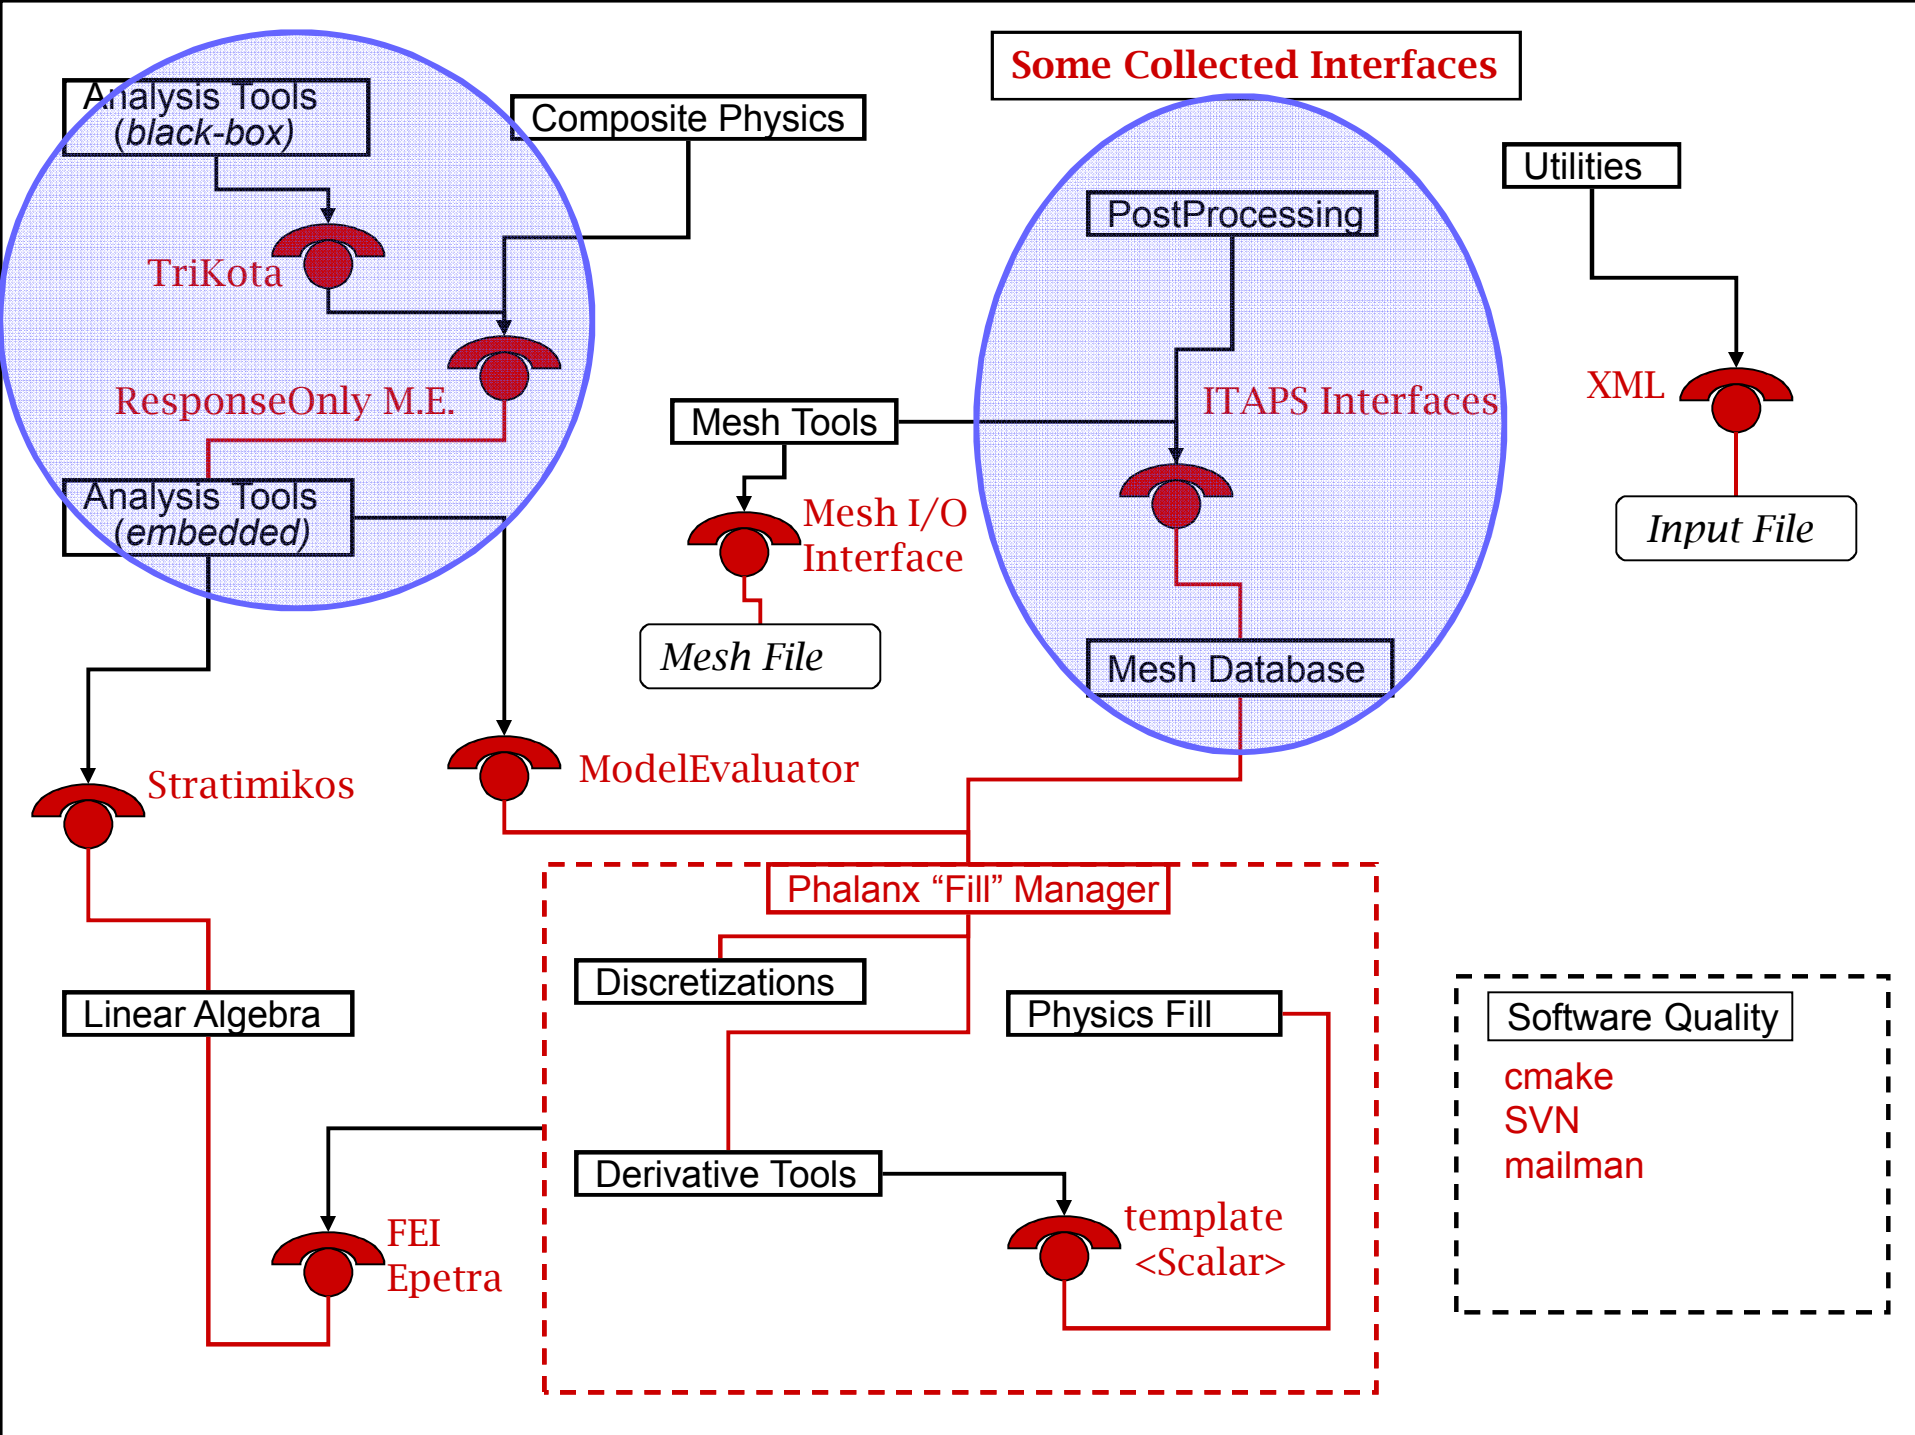 Some Collected Interfaces
Analysis Tools
(black-box)
Composite Physics
Utilities
PostProcessing
TriKota
ResponseOnly M.E.
ITAPS Interfaces
XML
Mesh Tools
Analysis Tools
(embedded)
Mesh I/O
Interface
Input File
Mesh File
Mesh Database
Stratimikos
ModelEvaluator
Phalanx “Fill” Manager
Discretizations
Linear Algebra
Physics Fill
Software Quality
cmake
SVN
mailman
Derivative Tools
template
<Scalar>
FEI
Epetra